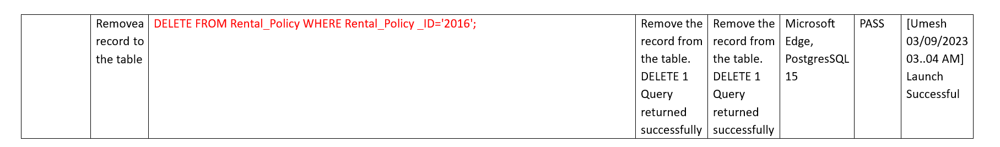 Removea
record to
the table
DELETE FROM Rental_Policy WHERE Rental_Policy _ID='2016';
Remove the
record from
the table.
DELETE 1
Query
returned
successfully
Remove the
record from
the table.
DELETE 1
Query
returned
successfully
Microsoft
Edge,
PostgresSQL
15
PASS
[Umesh
03/09/2023
03..04 AM]
Launch
Successful